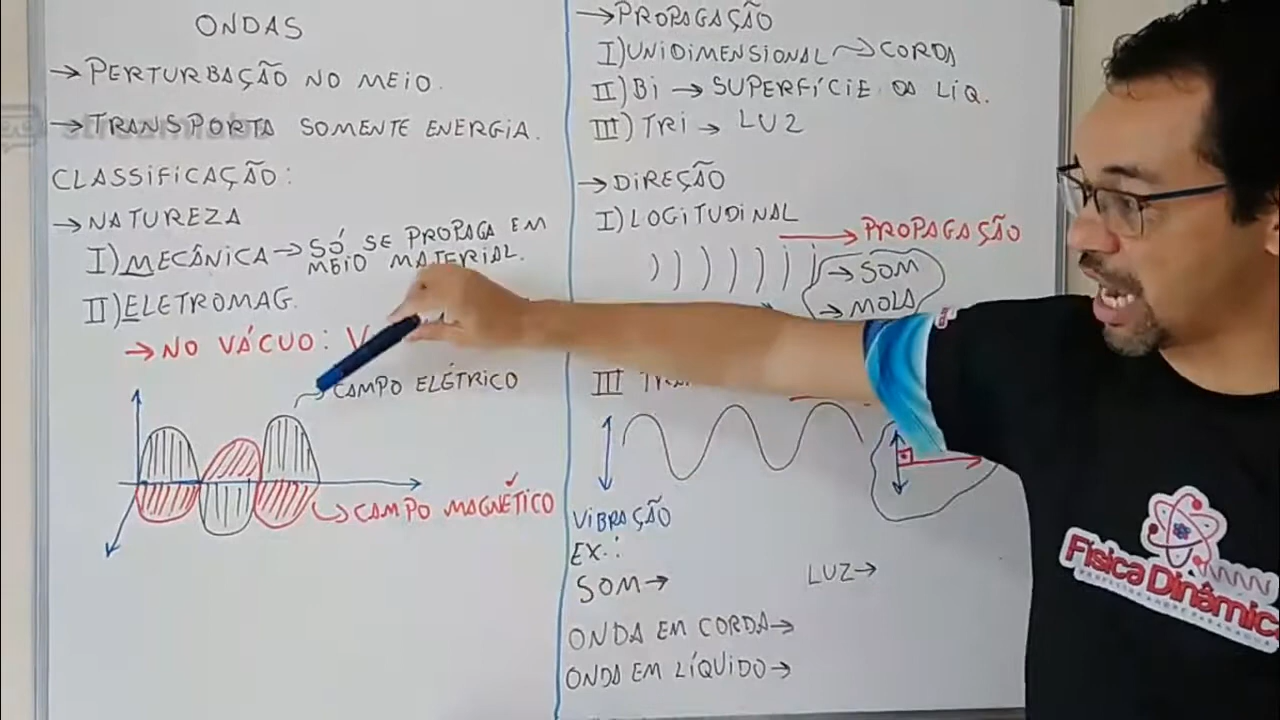 ONDAS
→ PERTURBAÇÃO NO MEIO.
→ TRANSPORTA SOMENTE ENERGIA.
CLASSIFICAÇÃO:
→ NATUREZA
I) MECÂNICA → SÓ SE PROPAGA EM
MEIO MATERIAL.
II) ELETROMAG.
→ NO VÁCUO: V
CAMPO ELÉTRICO
CAMPO MAGNÉTICO
→ PROPAGAÇÃO
I) UNIDIMENSIONAL → CORDA
II) BI → SUPERFÍCIE DO LÍQ.
III) TRI → LUZ
→ DIREÇÃO
I) LOGITUDINAL
→ PROPAGAÇÃO
→ SOM
→ MOLA
III
VIBRAÇÃO
EX.:
SOM →
LUZ →
ONDA EM CORDA →
ONDA EM LÍQUIDO →
Física Dinâmic